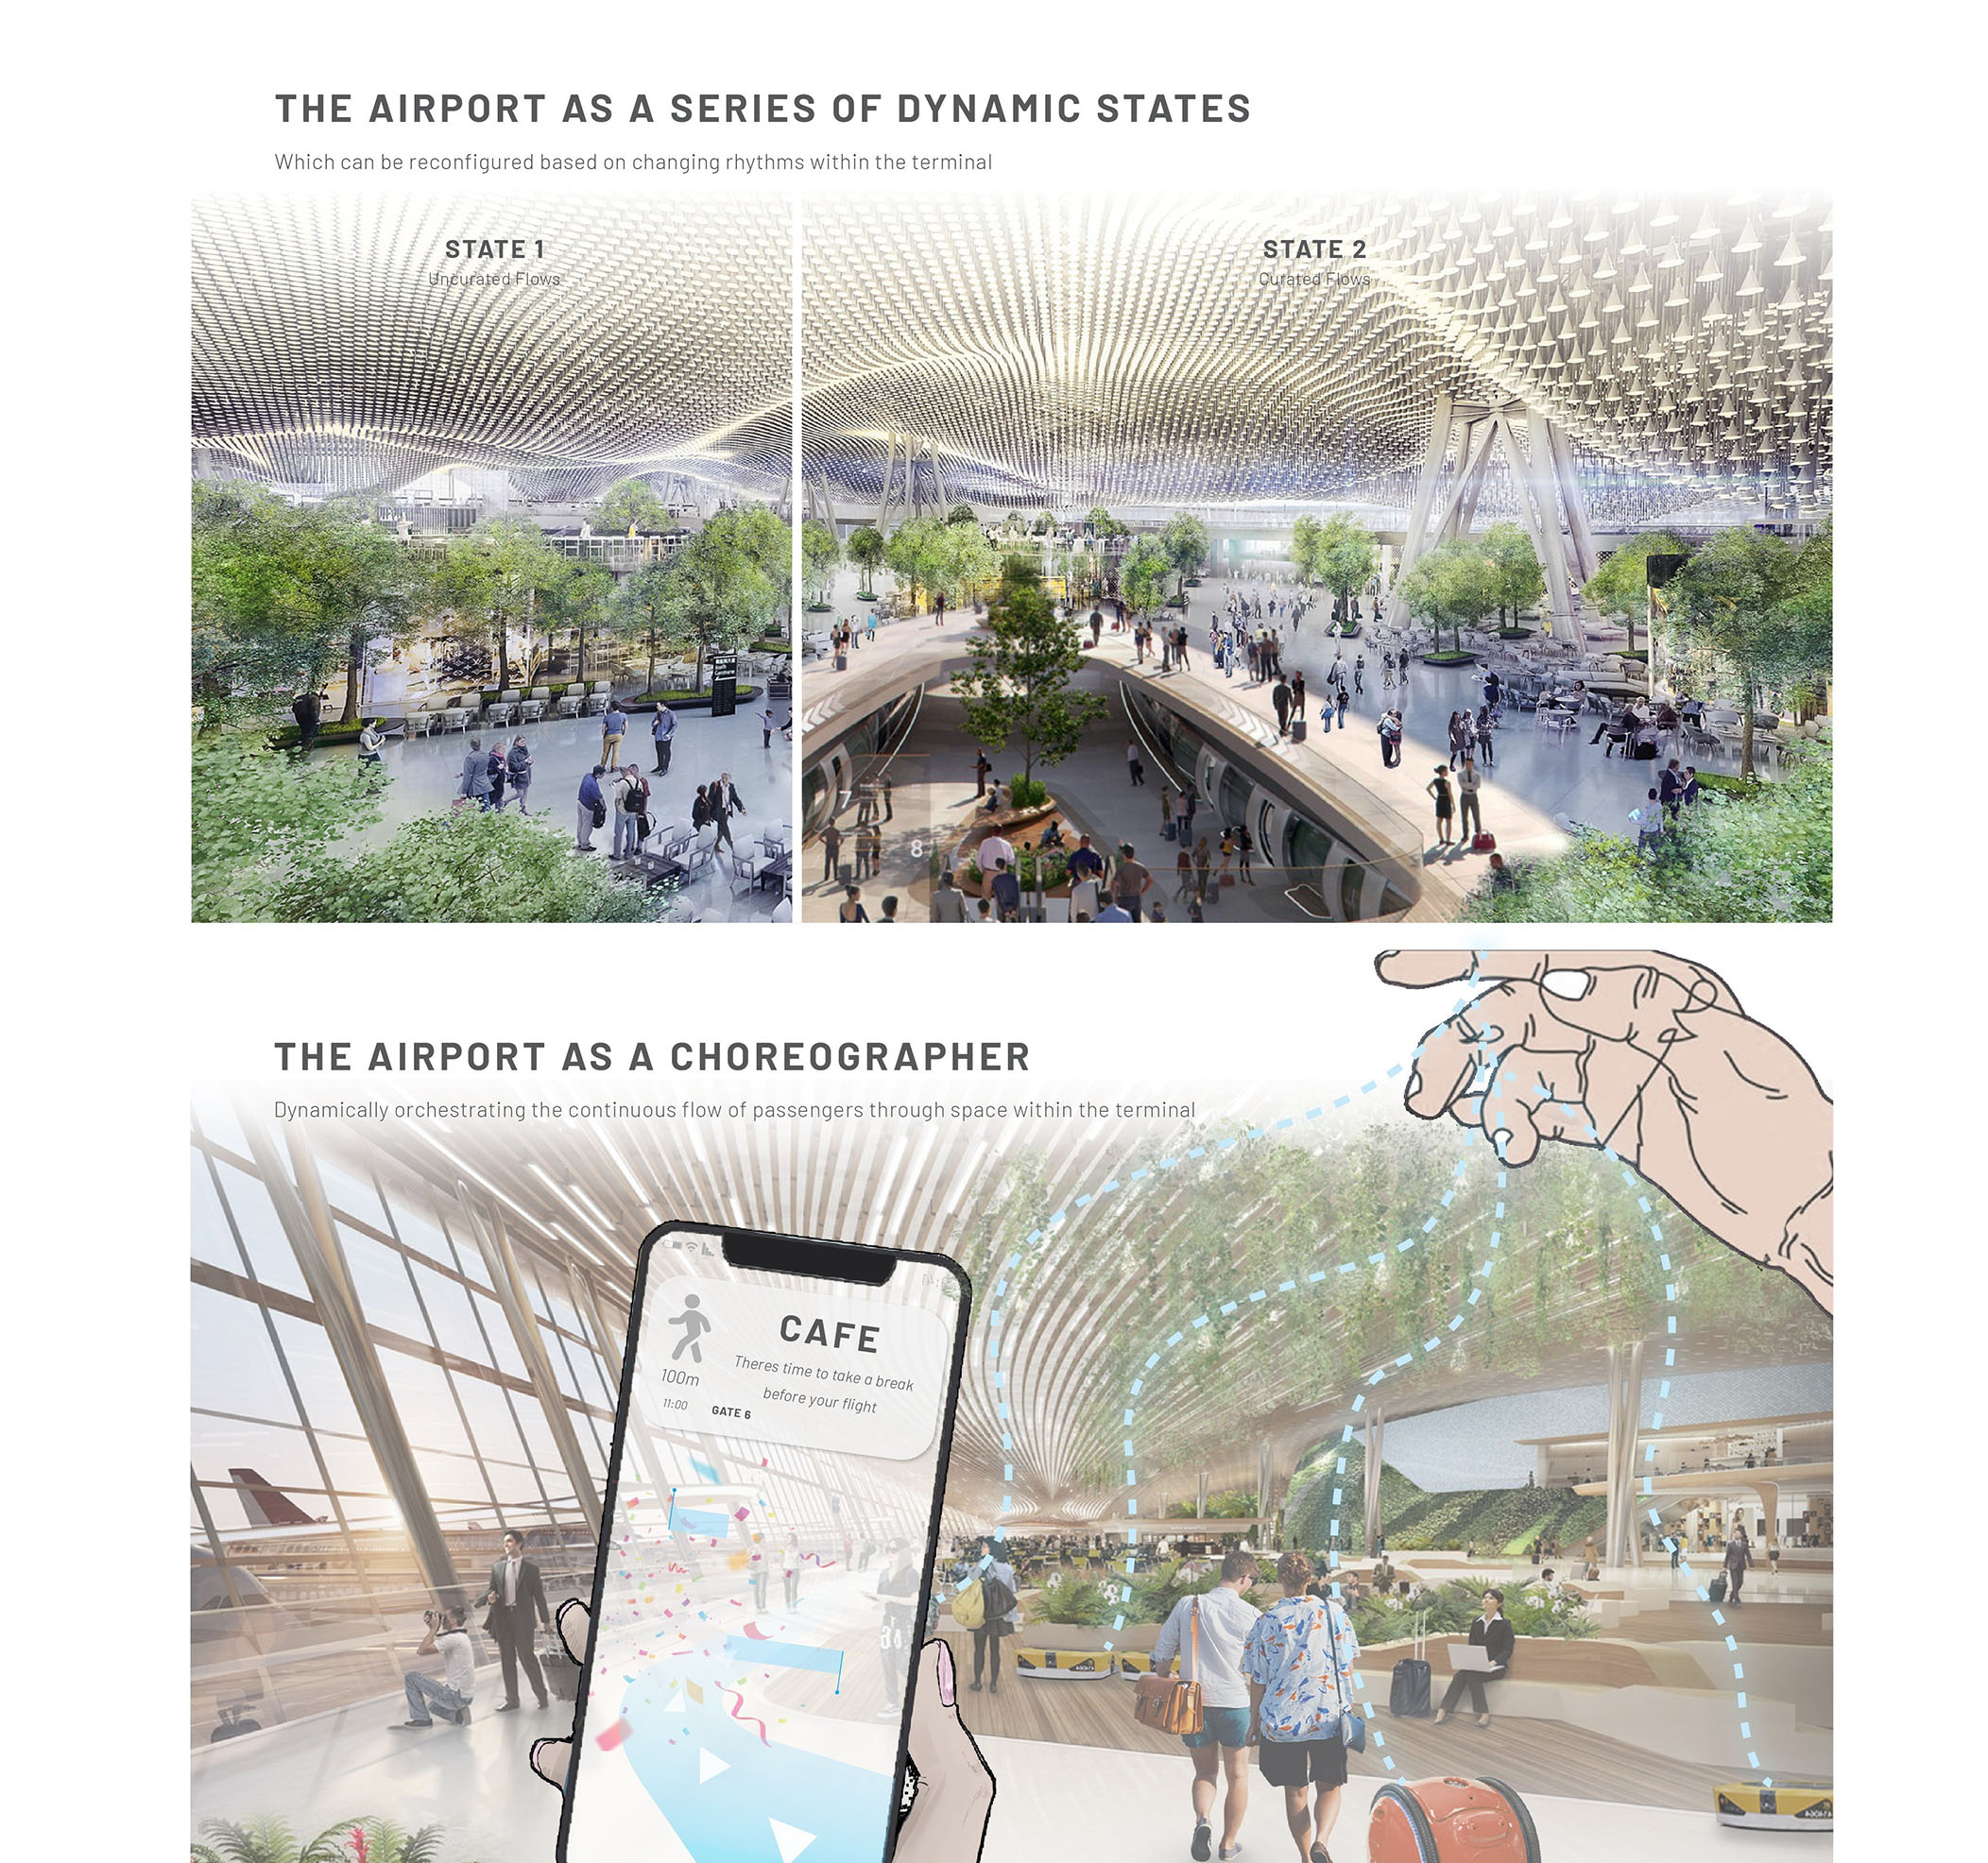 THE AIRPORT AS A SERIES OF DYNAMIC STATES
Which can be reconfigured based on changing rhythms within the terminal
STATE 1
Uncurated Flows
STATE 2
Curated Flows
7
8
THE AIRPORT AS A CHOREOGRAPHER
Dynamically orchestrating the continuous flow of passengers through space within the terminal
CAFE
Theres time to take a break
before your flight
100m
11:00 GATE 6